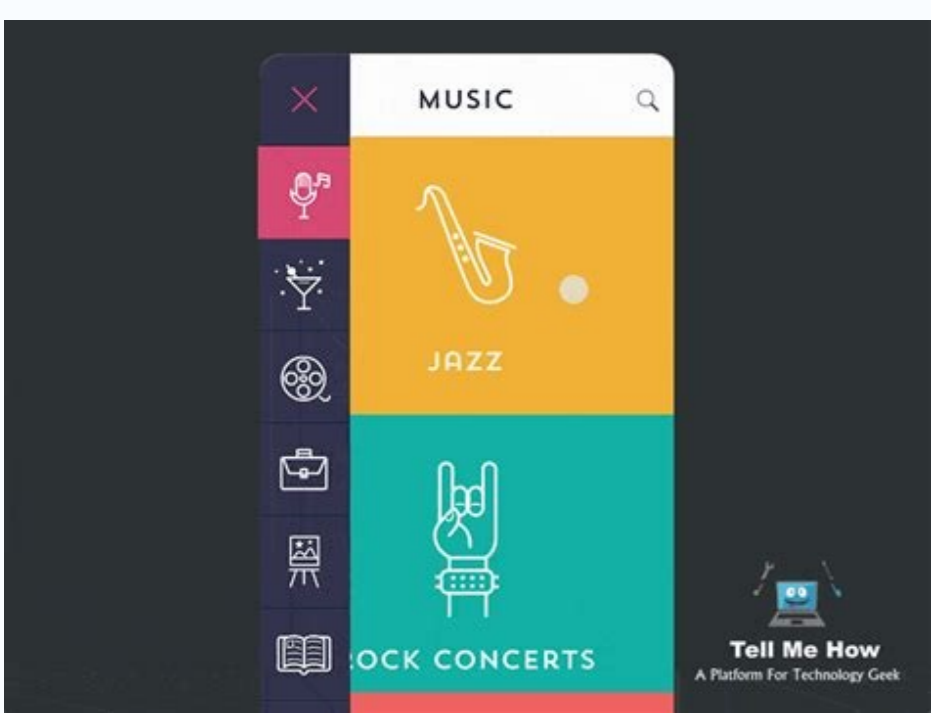 MUSIC
JAZZ
OCK CONCERTS
Tell Me How
A Platform For Technology Geek